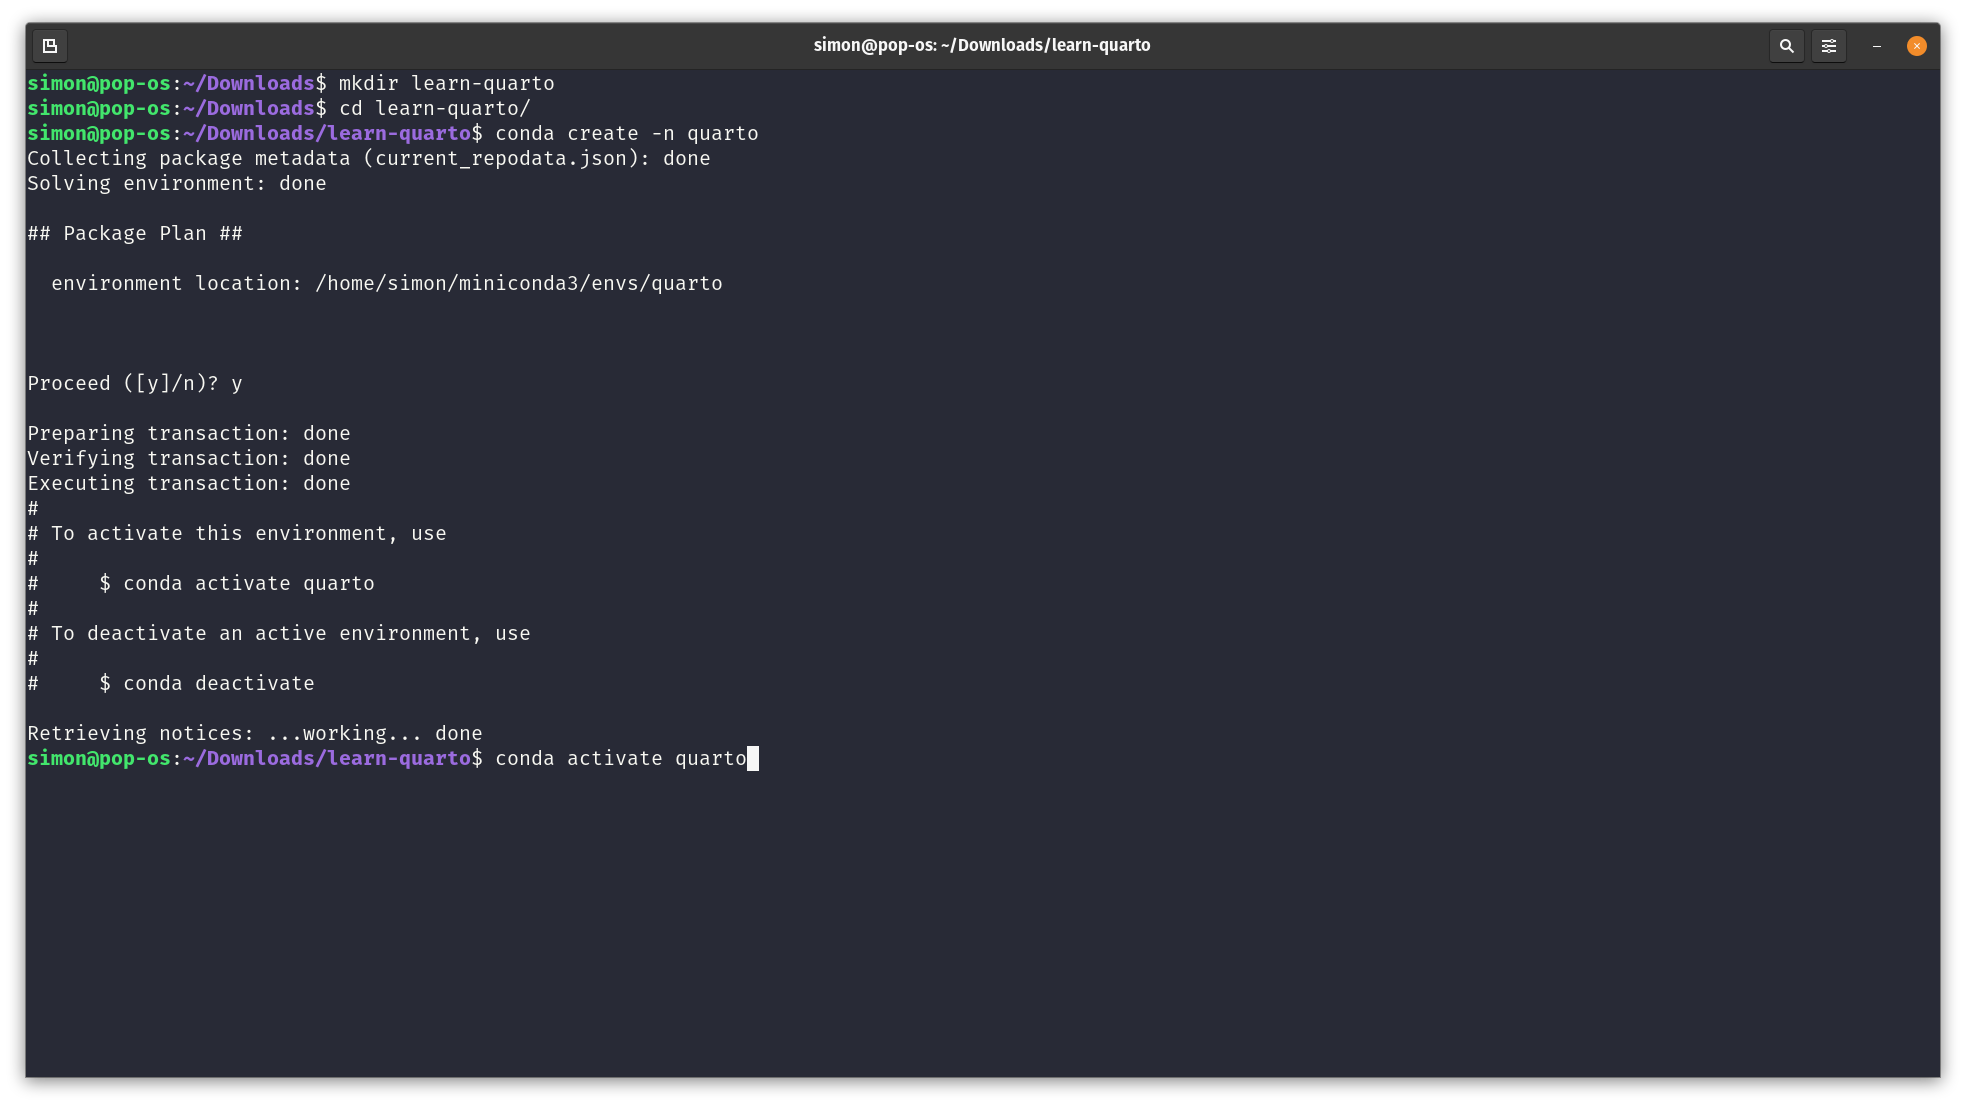 simon@pop-os: ~/Downloads/learn-quarto
simon@pop-os:~/Downloads$ mkdir learn-quarto
simon@pop-os:~/Downloads$ cd learn-quarto/
simon@pop-os:~/Downloads/learn-quarto$ conda create -n quarto
Collecting package metadata (current_repodata.json): done
Solving environment: done

## Package Plan ##

  environment location: /home/simon/miniconda3/envs/quarto

Proceed ([y]/n)? y

Preparing transaction: done
Verifying transaction: done
Executing transaction: done
#
# To activate this environment, use
#
#     $ conda activate quarto
#
# To deactivate an active environment, use
#
#     $ conda deactivate

Retrieving notices: ...working... done
simon@pop-os:~/Downloads/learn-quarto$ conda activate quarto